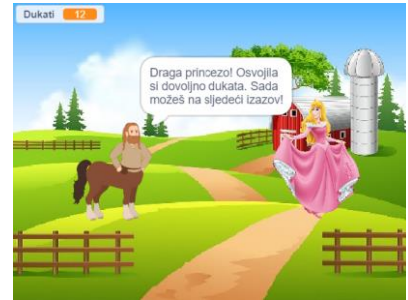 Dukati 12
Draga princezo! Osvojila
si dovoljno dukata. Sada
možeš na sljedeći izazov!